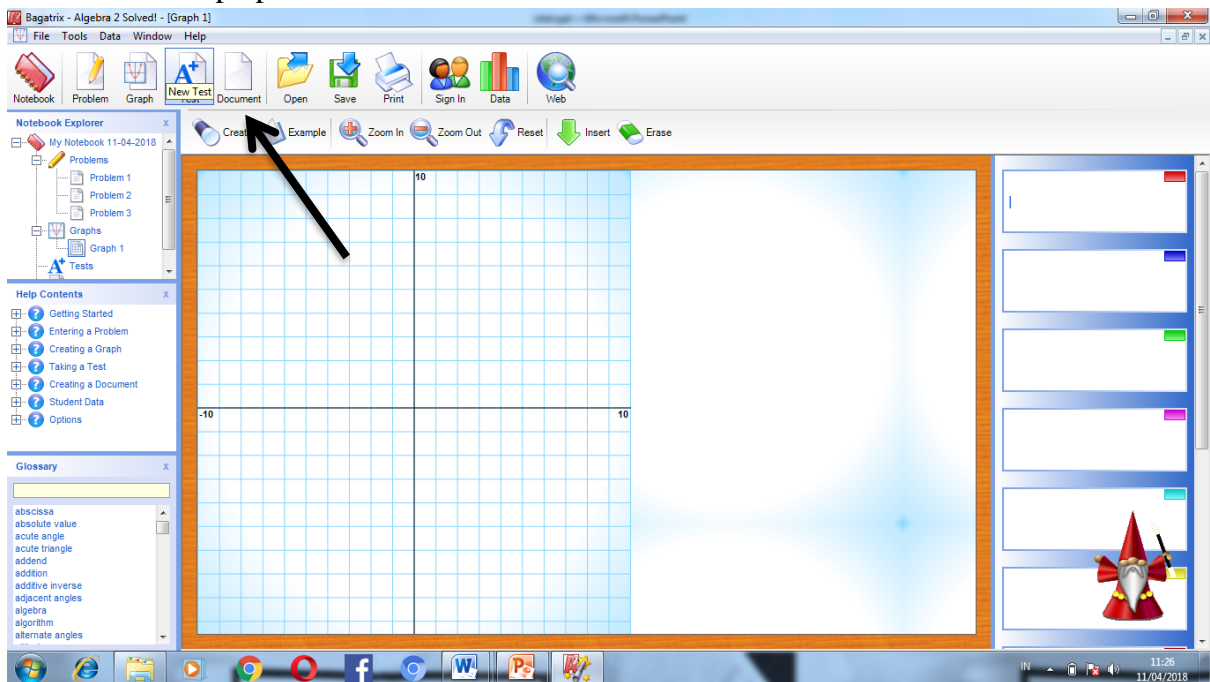 Bagatrix - Algebra 2 Solved! - [Graph 1]
File Tools Data Window Help
Notebook Problem Graph Test Document Open Save Print Sign In Data Web
New Test
Notebook Explorer x
My Notebook 11-04-2018
Problems
Problem 1
Problem 2
Problem 3
Graphs
Graph 1
Tests
Example Zoom In Zoom Out Reset Insert Erase
10
-10
10
Help Contents x
Getting Started
Entering a Problem
Creating a Graph
Taking a Test
Creating a Document
Student Data
Options
Glossary x
abscissa
absolute value
acute angle
acute triangle
addend
addition
additive inverse
adjacent angles
algebra
algorithm
alternate angles
IN
11:26
11/04/2018